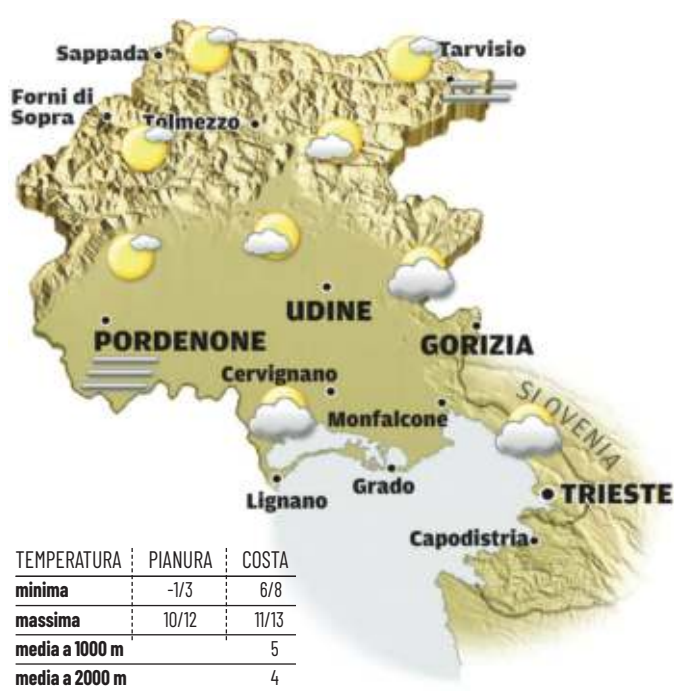 Sappada
Tarvisio
Forni di
Sopra
Tolmezzo
UDINE
PORDENONE
GORIZIA
Cervignano
SLOVENIA
Monfalcone
Grado
Lignano
TRIESTE
Capodistria
TEMPERATURA PIANURA COSTA
minima -1/3 6/8
massima 10/12 11/13
media a 1000 m 5
media a 2000 m 4